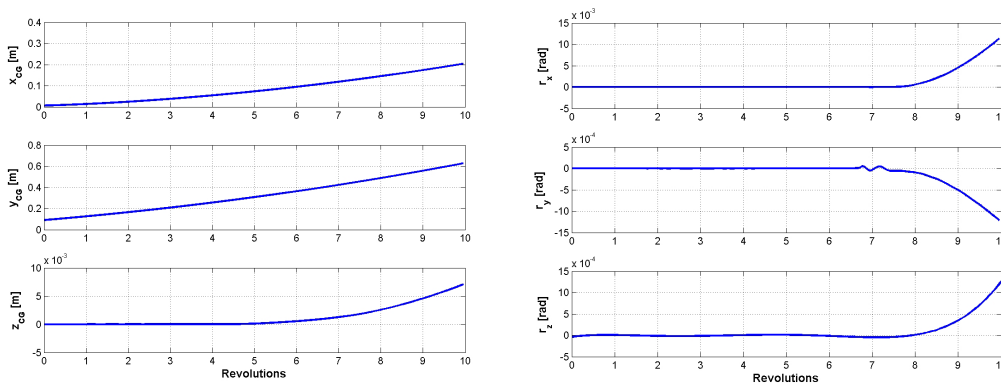 0.4
0.3
0.2
0.1
0
x_CG [m]
0 1 2 3 4 5 6 7 8 9 10
0.8
0.6
0.4
0.2
0
y_CG [m]
0 1 2 3 4 5 6 7 8 9 10
x 10^-3
10
5
0
-5
z_CG [m]
0 1 2 3 4 5 6 7 8 9 10
Revolutions
x 10^-3
15
10
5
0
-5
r_x [rad]
0 1 2 3 4 5 6 7 8 9 1
x 10^-4
5
0
-5
-10
-15
r_y [rad]
0 1 2 3 4 5 6 7 8 9 1
x 10^-4
15
10
5
0
-5
r_z [rad]
0 1 2 3 4 5 6 7 8 9 1
Revolutions